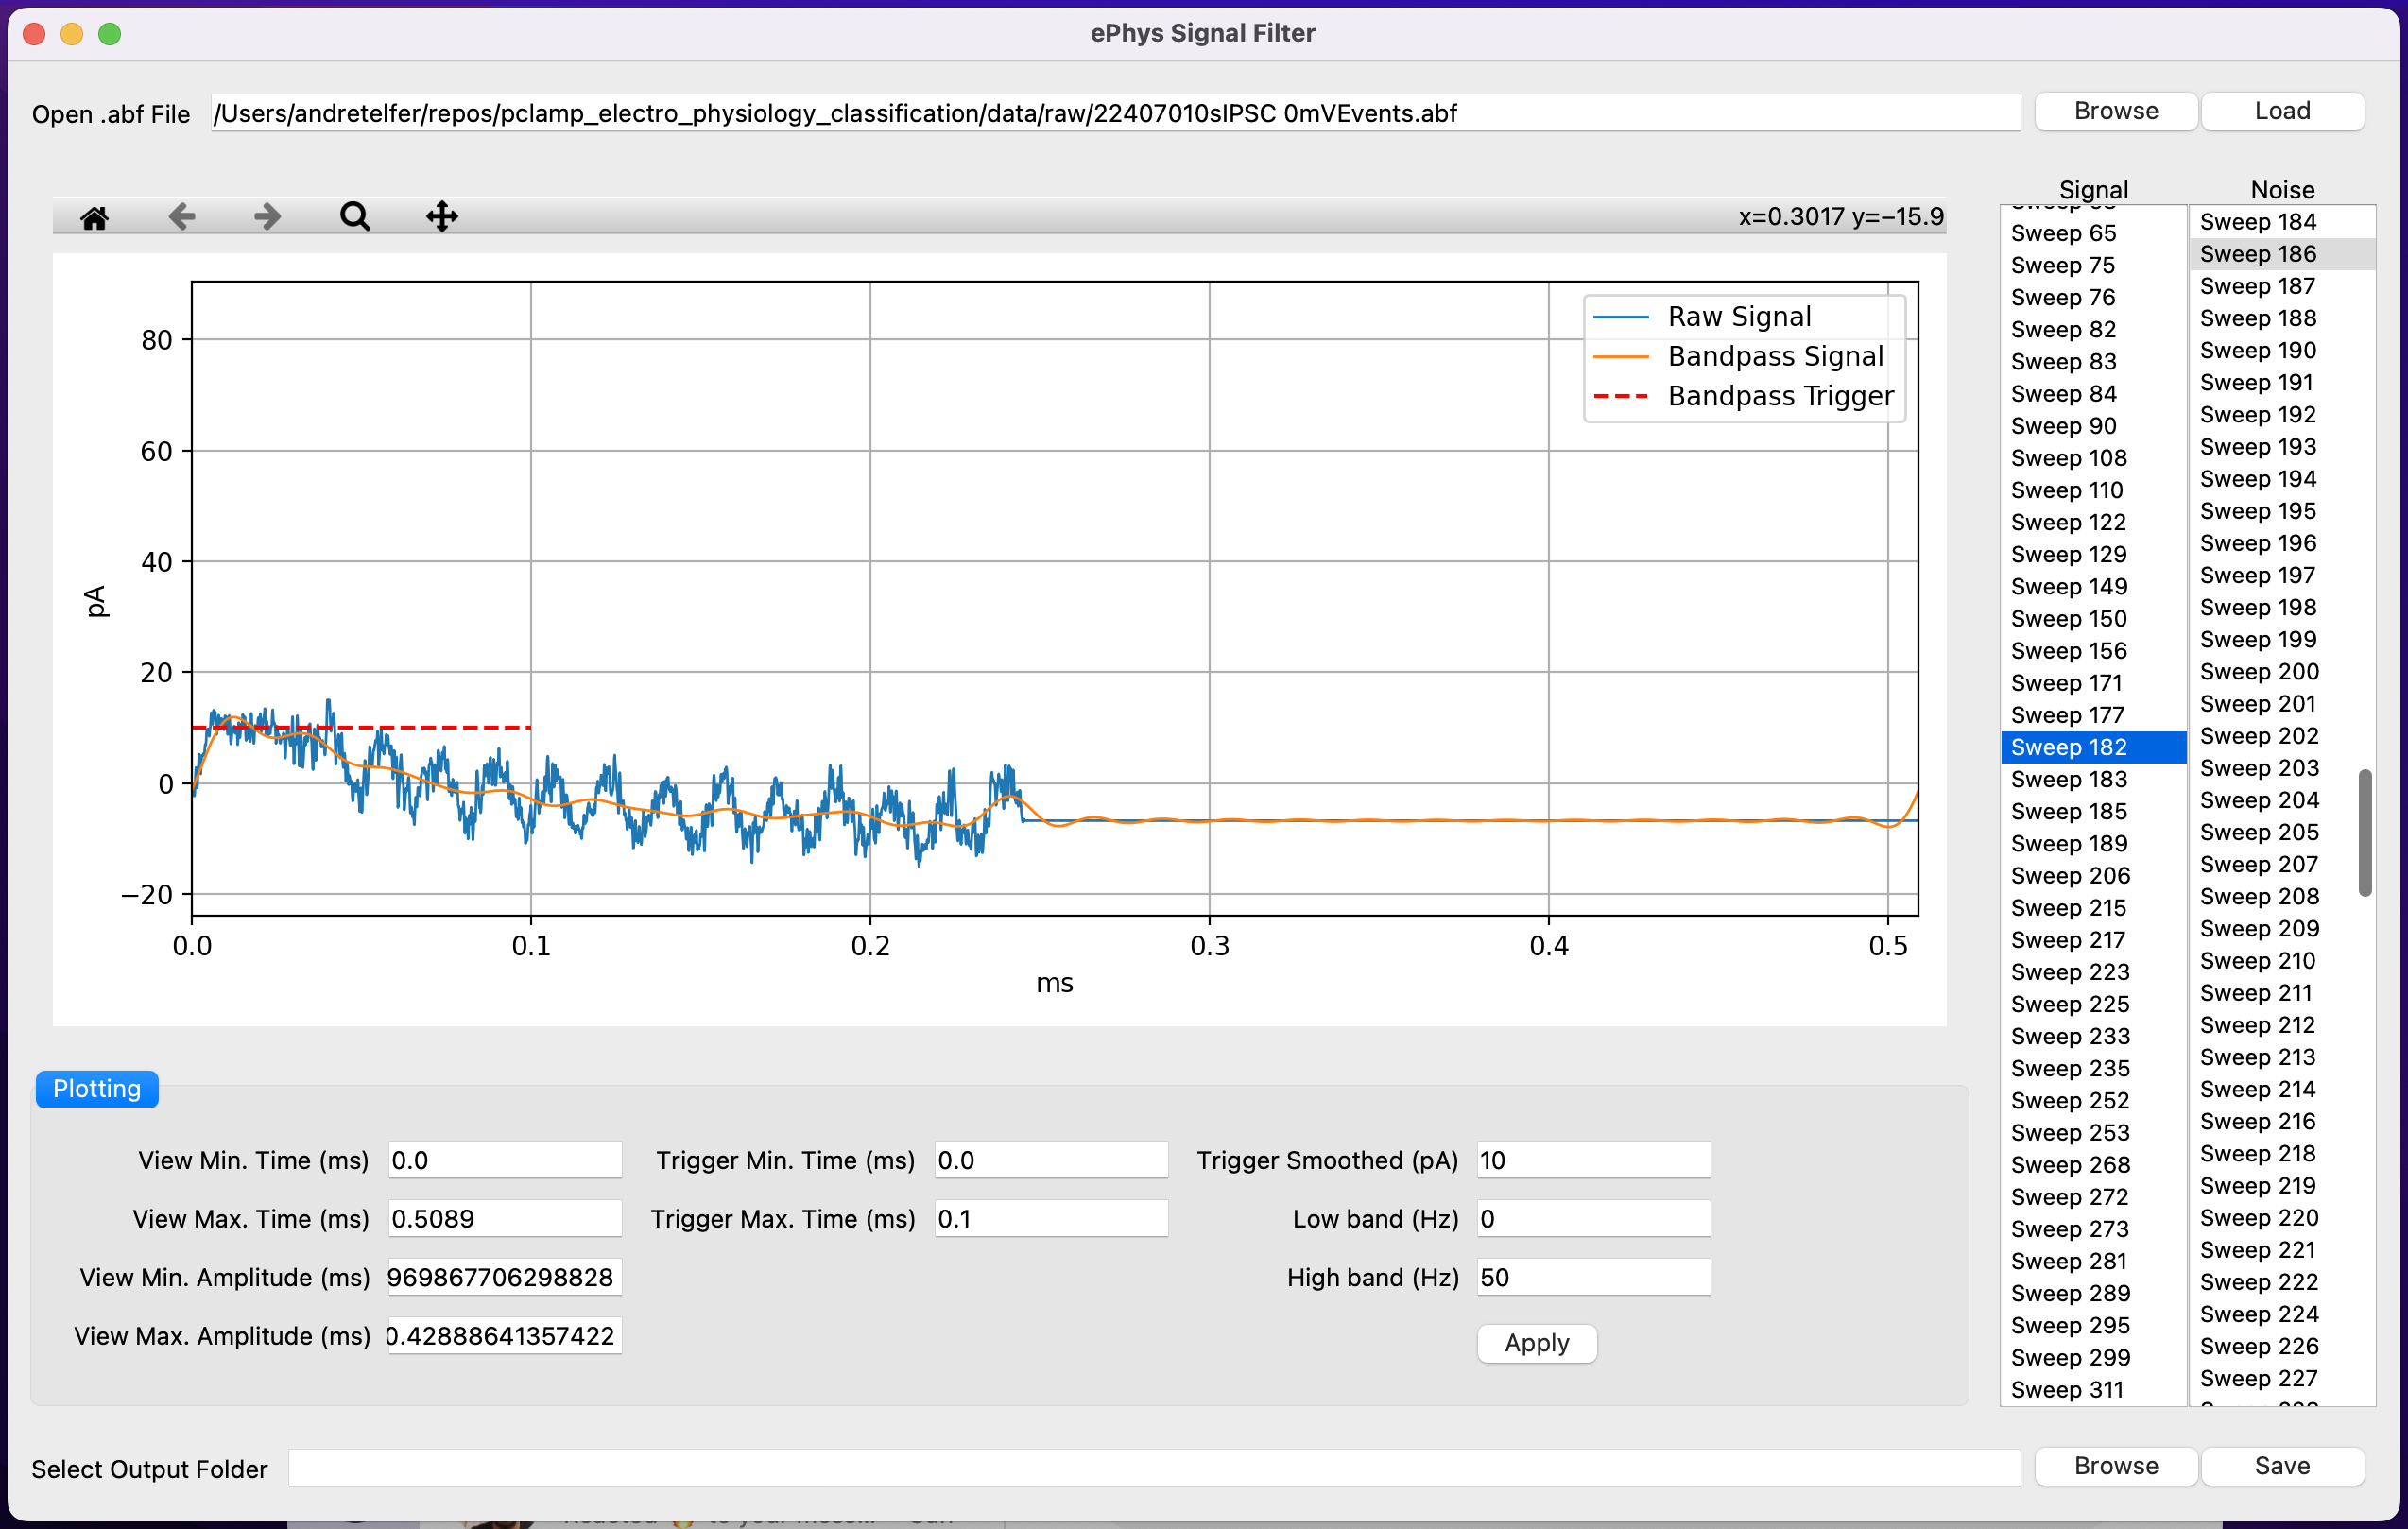 ePhys Signal Filter
Open .abf File /Users/andretelfer/repos/pclamp_electro_physiology_classification/data/raw/22407010sIPSC 0mVEvents.abf Browse Load
x=0.3017 y=−15.9
80
60
40
20
0
−20
pA
0.0 0.1 0.2 0.3 0.4 0.5
ms
Raw Signal
Bandpass Signal
Bandpass Trigger
Signal
Sweep 65
Sweep 75
Sweep 76
Sweep 82
Sweep 83
Sweep 84
Sweep 90
Sweep 108
Sweep 110
Sweep 122
Sweep 129
Sweep 149
Sweep 150
Sweep 156
Sweep 171
Sweep 177
Sweep 182
Sweep 183
Sweep 185
Sweep 189
Sweep 206
Sweep 215
Sweep 217
Sweep 223
Sweep 225
Sweep 233
Sweep 235
Sweep 252
Sweep 253
Sweep 268
Sweep 272
Sweep 273
Sweep 281
Sweep 289
Sweep 295
Sweep 299
Sweep 311
Noise
Sweep 184
Sweep 186
Sweep 187
Sweep 188
Sweep 190
Sweep 191
Sweep 192
Sweep 193
Sweep 194
Sweep 195
Sweep 196
Sweep 197
Sweep 198
Sweep 199
Sweep 200
Sweep 201
Sweep 202
Sweep 203
Sweep 204
Sweep 205
Sweep 207
Sweep 208
Sweep 209
Sweep 210
Sweep 211
Sweep 212
Sweep 213
Sweep 214
Sweep 216
Sweep 218
Sweep 219
Sweep 220
Sweep 221
Sweep 222
Sweep 224
Sweep 226
Sweep 227
Plotting
View Min. Time (ms) 0.0 Trigger Min. Time (ms) 0.0 Trigger Smoothed (pA) 10
View Max. Time (ms) 0.5089 Trigger Max. Time (ms) 0.1 Low band (Hz) 0
View Min. Amplitude (ms) 969867706298828 High band (Hz) 50
View Max. Amplitude (ms) 0.42888641357422 Apply
Select Output Folder Browse Save